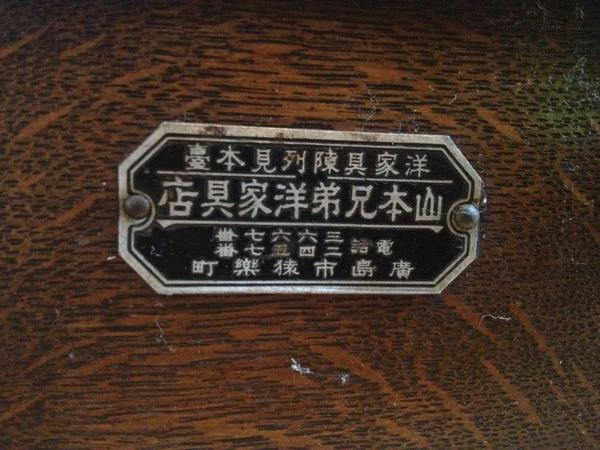 洋家具陳列見本臺
山本兄弟洋家具店
電話
三六六七番
二四五七番
廣島市猿樂町